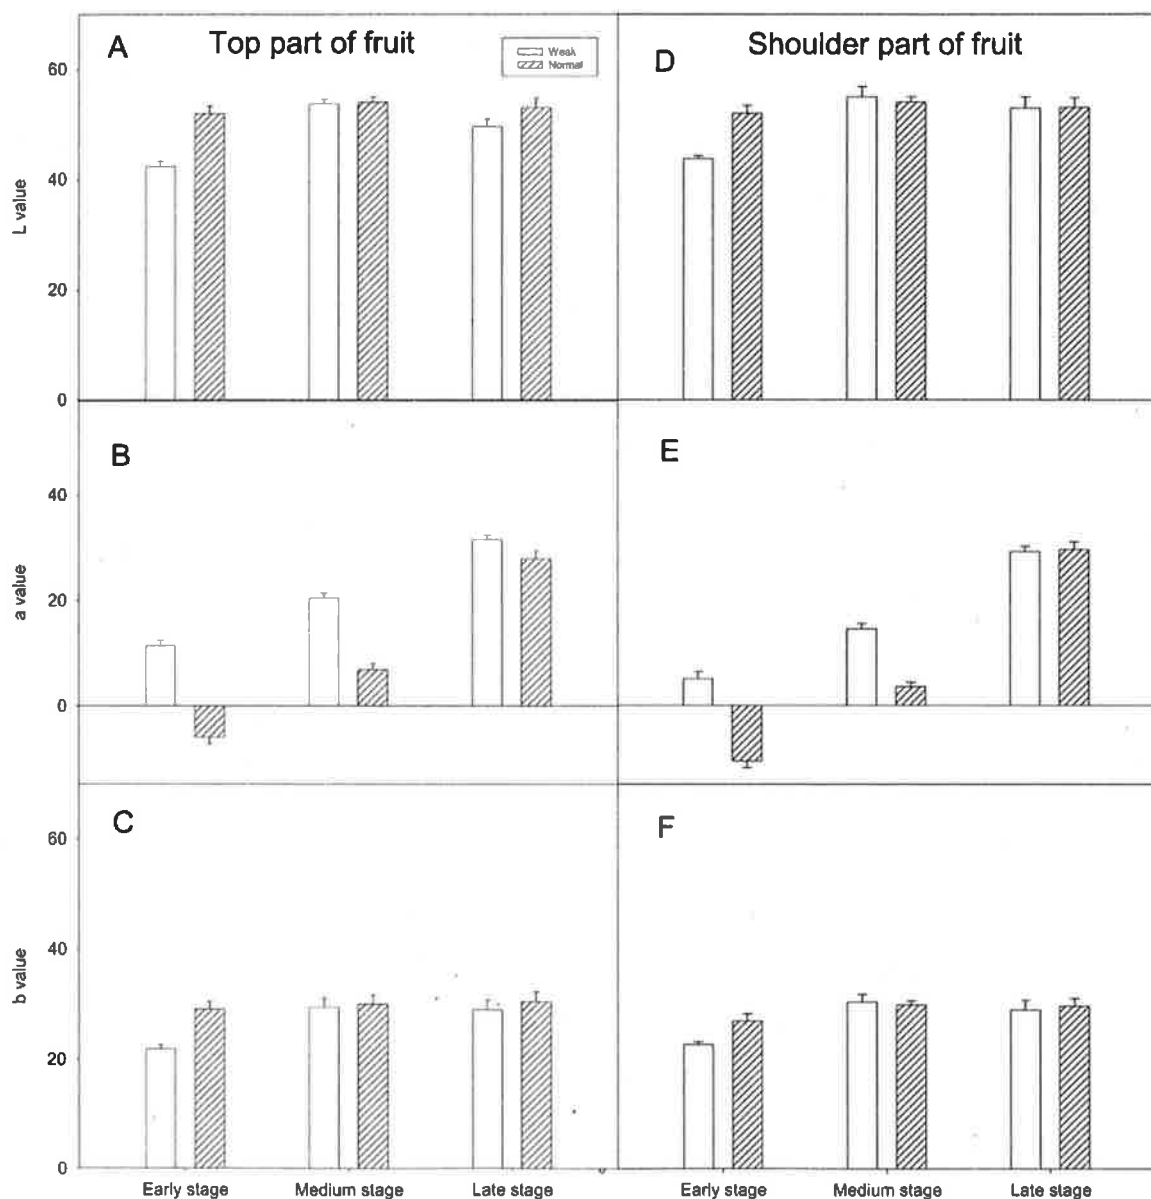 A
Top part of fruit
Weak
Normal
D
Shoulder part of fruit
60
40
20
0
L value
B
E
40
20
0
a value
C
F
60
40
20
0
b value
Early stage
Medium stage
Late stage
Early stage
Medium stage
Late stage